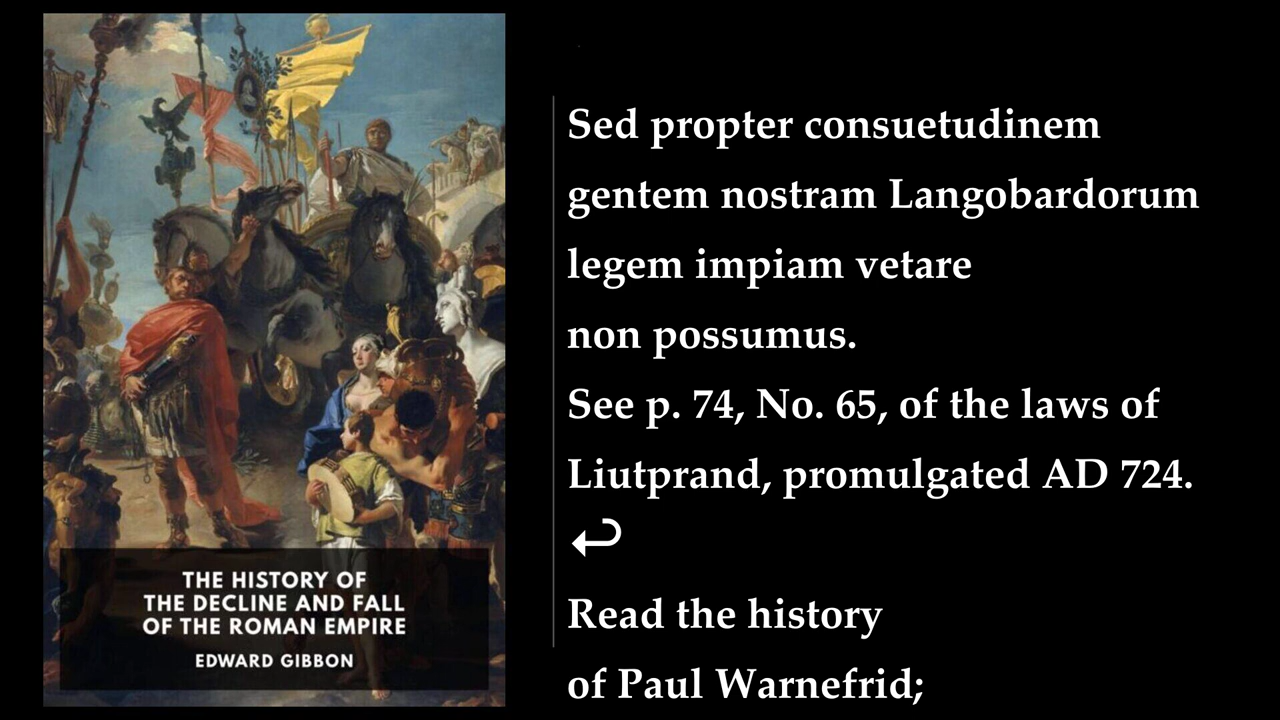 THE HISTORY OF
THE DECLINE AND FALL
OF THE ROMAN EMPIRE
EDWARD GIBBON
Sed propter consuetudinem
gentem nostram Langobardorum
legem impiam vetare
non possumus.
See p. 74, No. 65, of the laws of
Liutprand, promulgated AD 724.
↩
Read the history
of Paul Warnefrid;